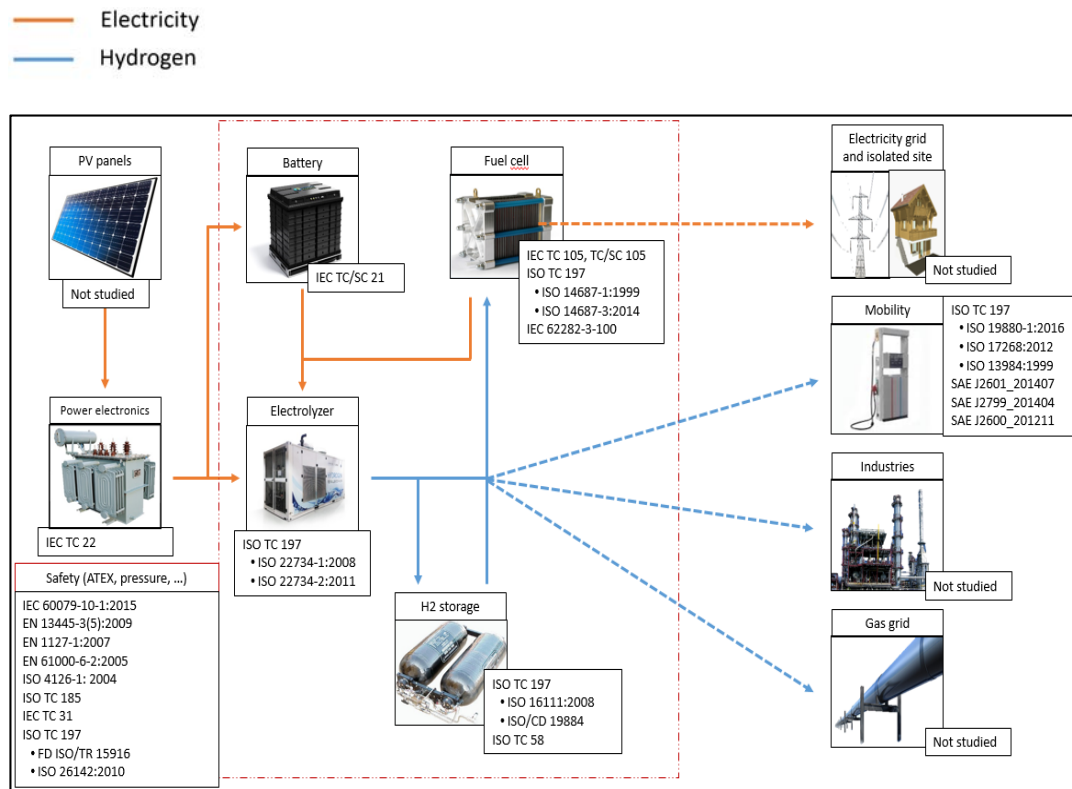 Electricity
Hydrogen
PV panels
Not studied
Battery
IEC TC/SC 21
Fuel cell
IEC TC 105, TC/SC 105
ISO TC 197
• ISO 14687-1:1999
• ISO 14687-3:2014
IEC 62282-3-100
Electricity grid
and isolated site
Not studied
Mobility
ISO TC 197
• ISO 19880-1:2016
• ISO 17268:2012
• ISO 13984:1999
SAE J2601_201407
SAE J2799_201404
SAE J2600_201211
Power electronics
IEC TC 22
Electrolyzer
ISO TC 197
• ISO 22734-1:2008
• ISO 22734-2:2011
Industries
Not studied
Safety (ATEX, pressure, ...)
IEC 60079-10-1:2015
EN 13445-3(5):2009
EN 1127-1:2007
EN 61000-6-2:2005
ISO 4126-1: 2004
ISO TC 185
IEC TC 31
ISO TC 197
• FD ISO/TR 15916
• ISO 26142:2010
H2 storage
ISO TC 197
• ISO 16111:2008
• ISO/CD 19884
ISO TC 58
Gas grid
Not studied